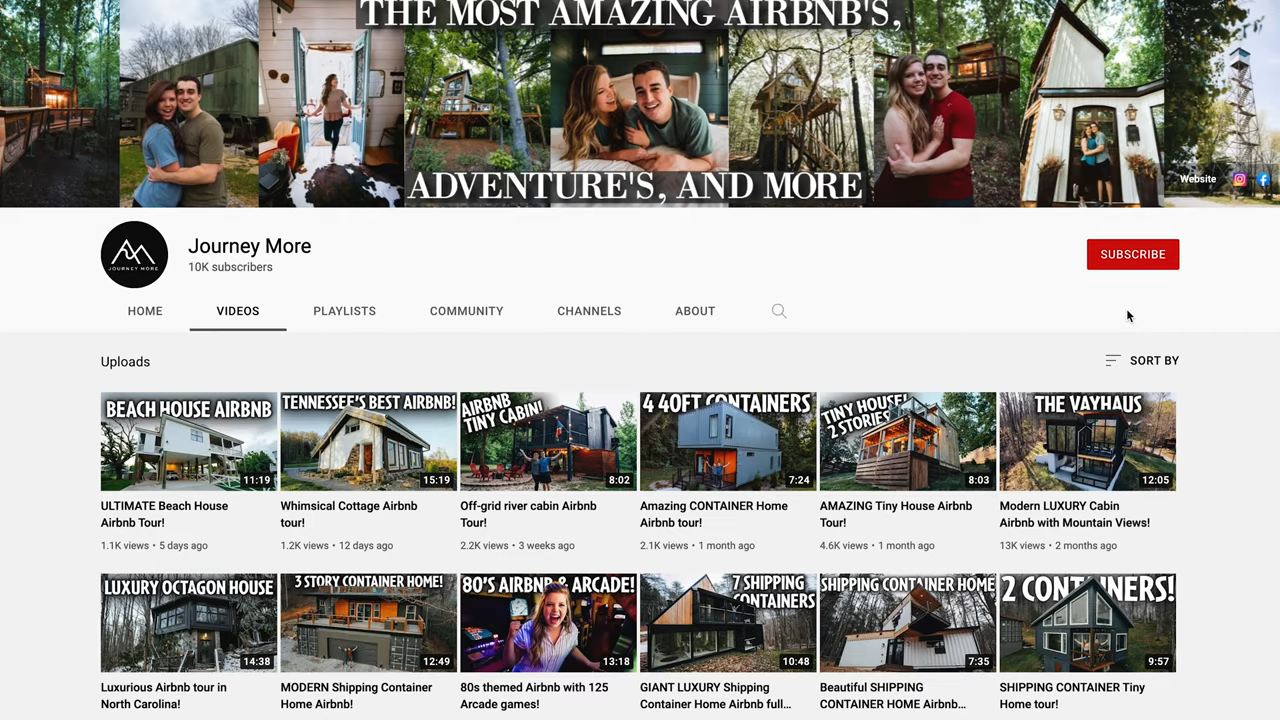 THE MOST AMAZING AIRBNB'S,
ADVENTURE'S, AND MORE
Website
JOURNEY MORE
Journey More
10K subscribers
SUBSCRIBE
HOME VIDEOS PLAYLISTS COMMUNITY CHANNELS ABOUT
Uploads
SORT BY
BEACH HOUSE AIRBNB
11:19
TENNESSEE'S BEST AIRBNB!
15:19
AIRBNB
TINY CABIN!
8:02
4 40FT CONTAINERS
7:24
TINY HOUSE!
2 STORIES
8:03
THE VAYHAUS
12:05
ULTIMATE Beach House
Airbnb Tour!
1.1K views • 5 days ago
Whimsical Cottage Airbnb
tour!
1.2K views • 12 days ago
Off-grid river cabin Airbnb
Tour!
2.2K views • 3 weeks ago
Amazing CONTAINER Home
Airbnb tour!
2.1K views • 1 month ago
AMAZING Tiny House Airbnb
Tour!
4.6K views • 1 month ago
Modern LUXURY Cabin
Airbnb with Mountain Views!
13K views • 2 months ago
LUXURY OCTAGON HOUSE
14:38
3 STORY CONTAINER HOME!
12:49
80'S AIRBNB & ARCADE!
13:18
7 SHIPPING
CONTAINERS
10:48
SHIPPING CONTAINER HOME
7:35
2 CONTAINERS!
9:57
Luxurious Airbnb tour in
North Carolina!
MODERN Shipping Container
Home Airbnb!
80s themed Airbnb with 125
Arcade games!
GIANT LUXURY Shipping
Container Home Airbnb full...
Beautiful SHIPPING
CONTAINER HOME Airbnb...
SHIPPING CONTAINER Tiny
Home tour!